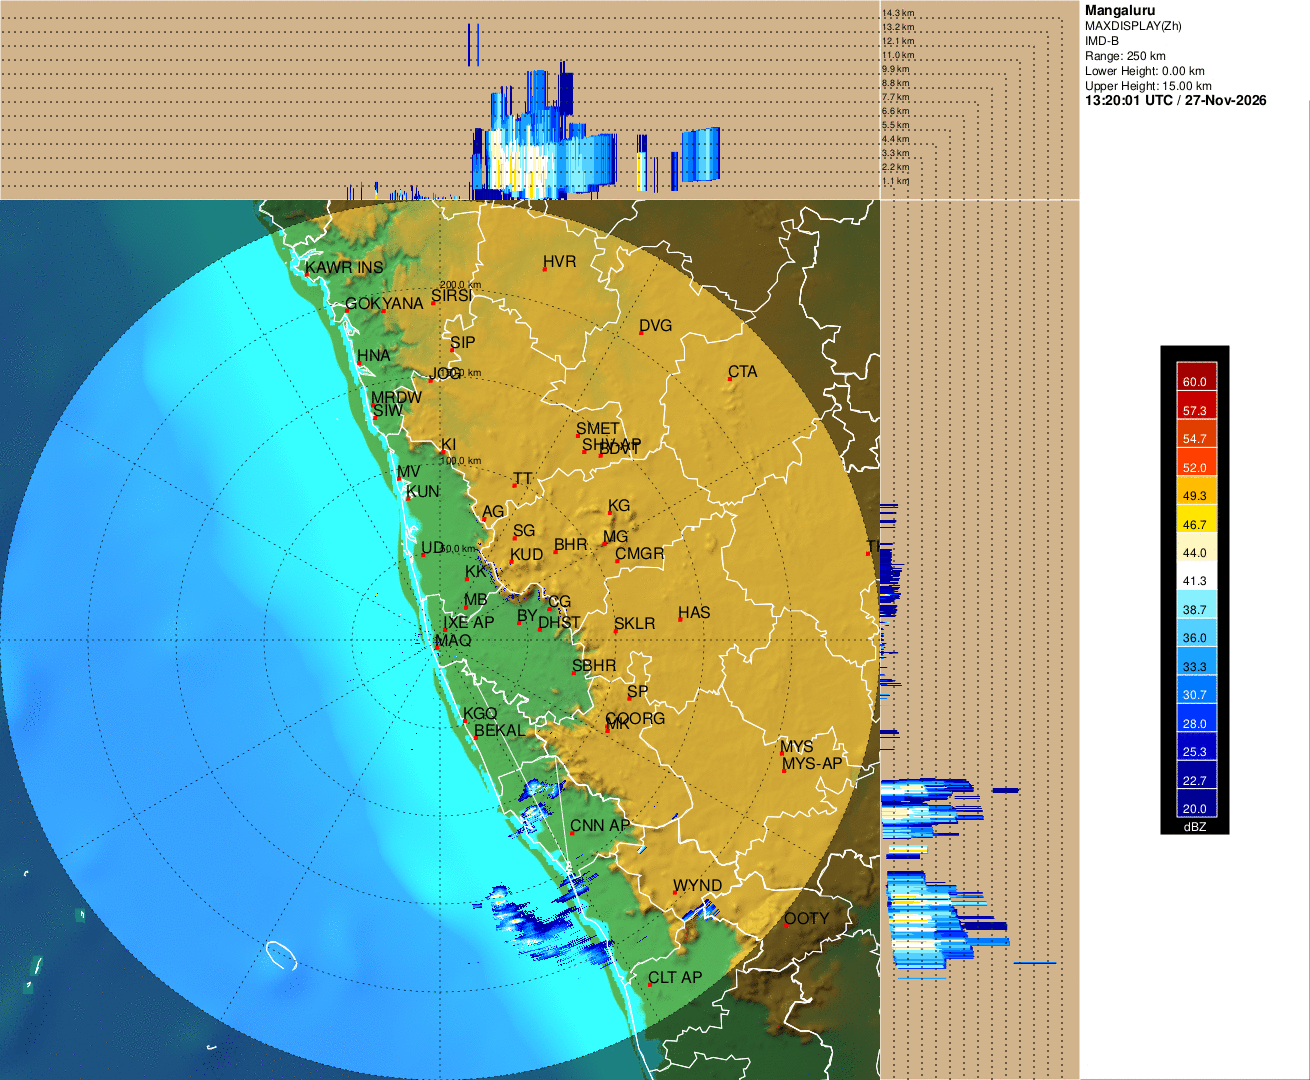 14.3 km
13.2 km
12.1 km
11.0 km
9.9 km
8.8 km
7.7 km
6.6 km
5.5 km
4.4 km
3.3 km
2.2 km
1.1 km
Mangaluru
MAXDISPLAY(Zh)
IMD-B
Range: 250 km
Lower Height: 0.00 km
Upper Height: 15.00 km
13:20:01 UTC / 27-Nov-2026
KAWR INS
HVR
200.0 km
SIRSI
GOKYANA
DVG
SIP
HNA
JOG
CTA
MRDW
SIW
SMET
SHV-AP
BDVT
KI
100.0 km
MV
TT
KUN
KG
AG
SG
MG
UD
50.0 km
KUD
BHR
CMGR
KK
MB
CG
IXE AP
BY
DHST
SKLR
HAS
MAQ
SBHR
SP
KGQ
COORG
MK
BEKAL
MYS
MYS-AP
CNN AP
WYND
OOTY
CLT AP
60.0
57.3
54.7
52.0
49.3
46.7
44.0
41.3
38.7
36.0
33.3
30.7
28.0
25.3
22.7
20.0
dBZ